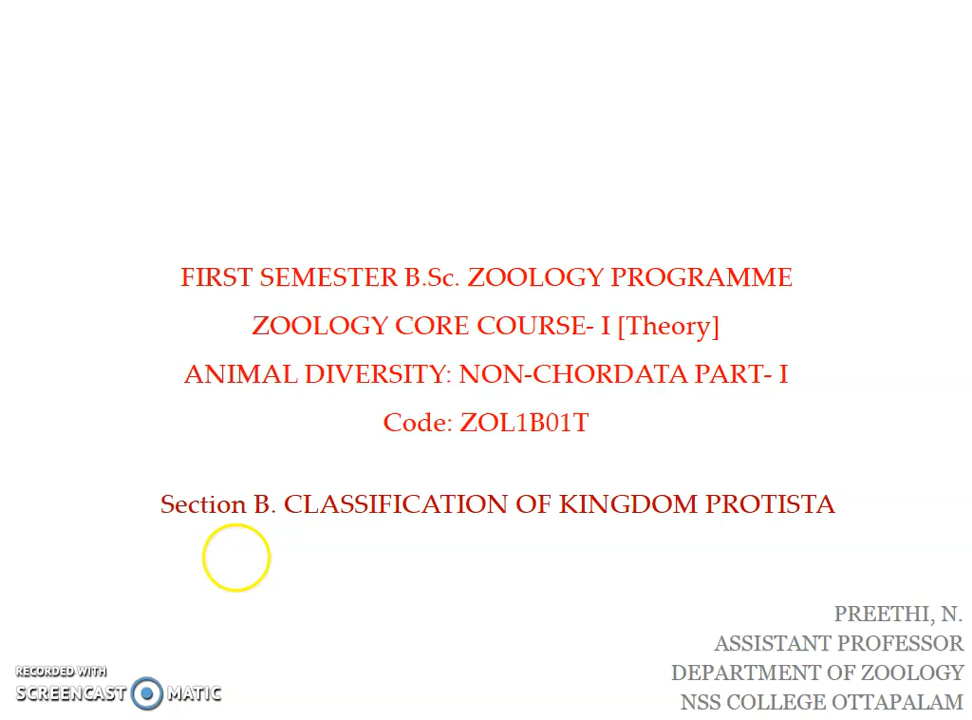 FIRST SEMESTER B.Sc. ZOOLOGY PROGRAMME
ZOOLOGY CORE COURSE- I [Theory]
ANIMAL DIVERSITY: NON-CHORDATA PART- I
Code: ZOL1B01T
Section B. CLASSIFICATION OF KINGDOM PROTISTA
PREETHI, N.
ASSISTANT PROFESSOR
DEPARTMENT OF ZOOLOGY
NSS COLLEGE OTTAPALAM
RECORDED WITH
SCREENCAST MATIC